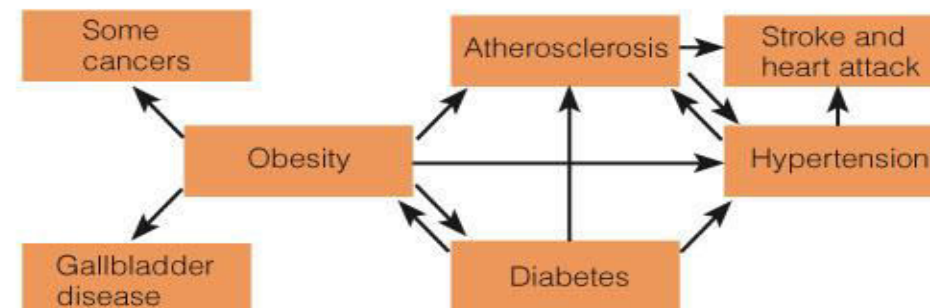 Some
cancers
Atherosclerosis
Stroke and
heart attack
Obesity
Hypertension
Gallbladder
disease
Diabetes